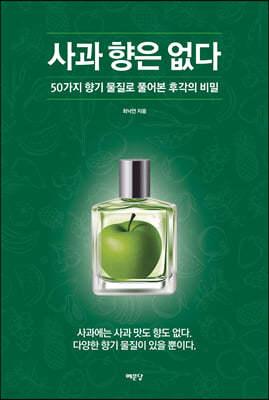 사과 향은 없다
50가지 향기 물질로 풀어본 후각의 비밀
최낙언 지음
사과에는 사과 맛도 향도 없다.
다양한 향기 물질이 있을 뿐이다.
예문당